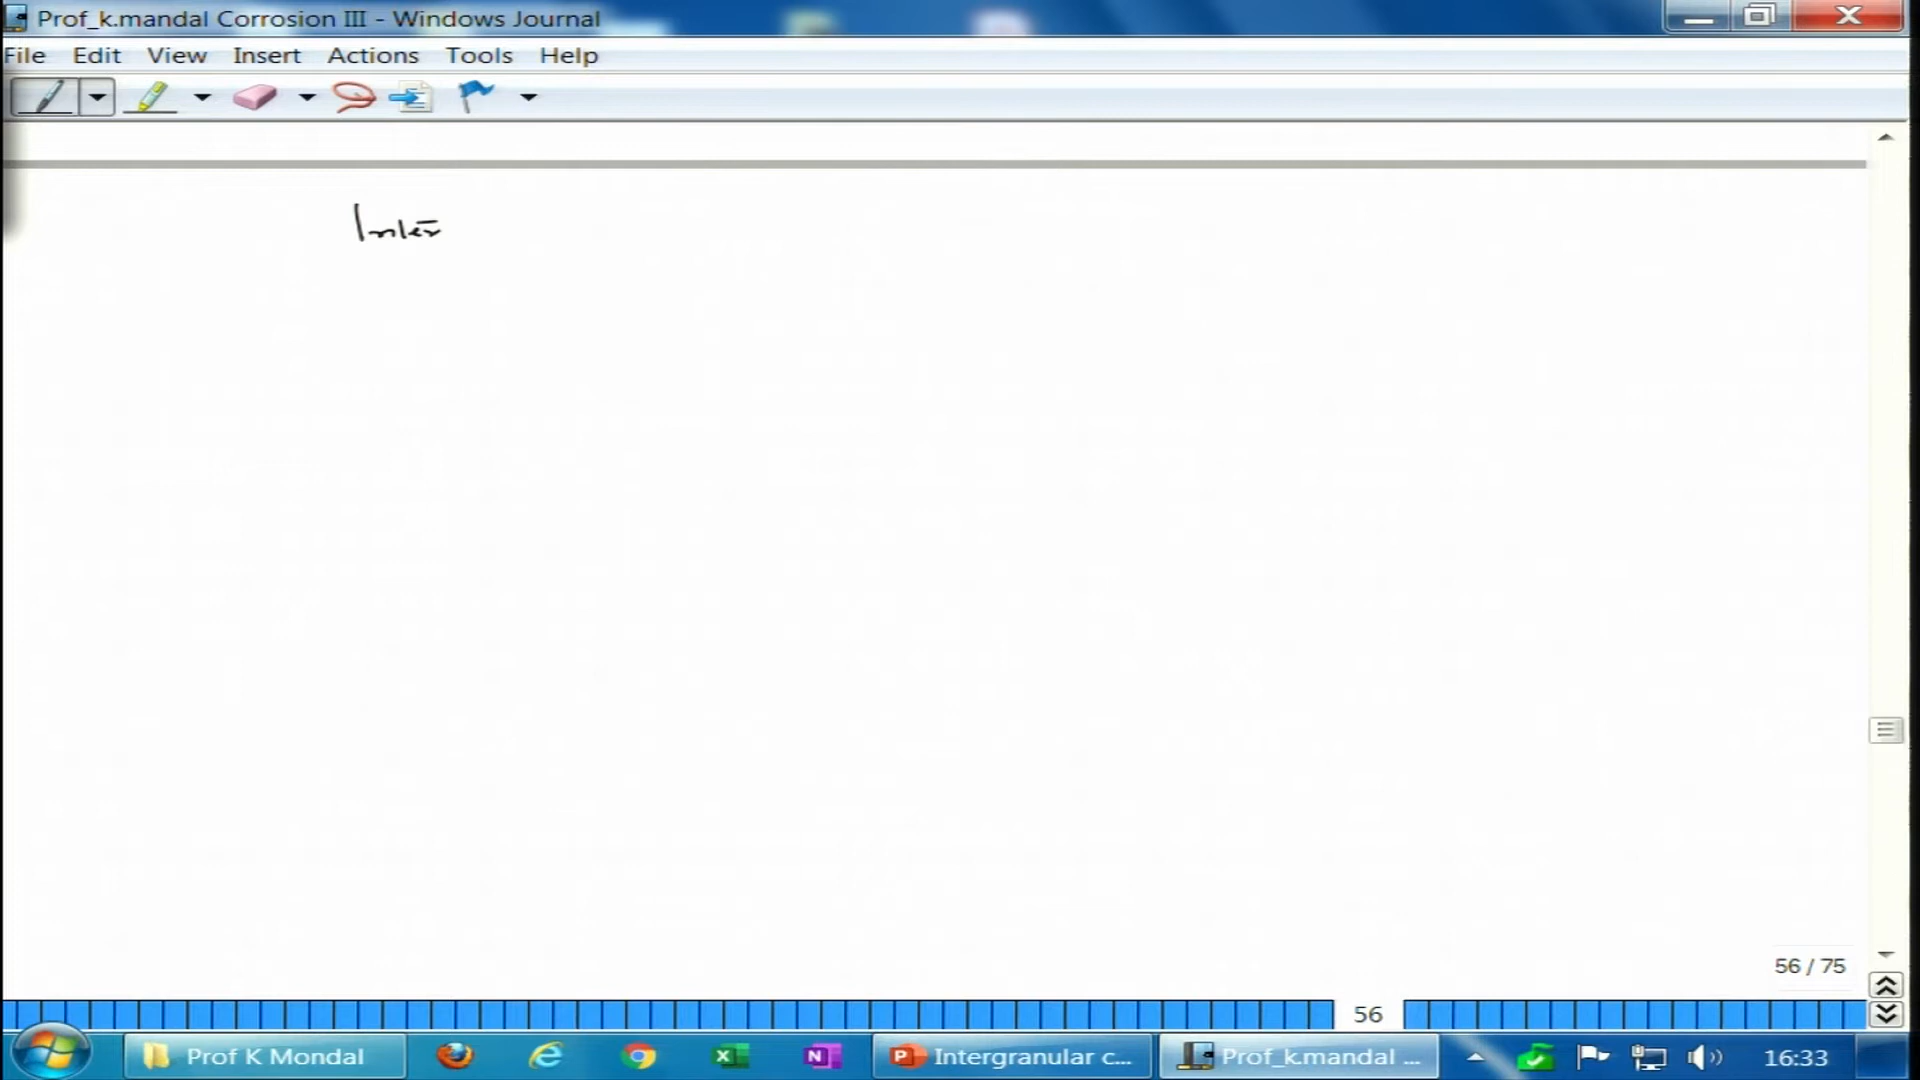 Prof_k.mandal Corrosion III - Windows Journal
File Edit View Insert Actions Tools Help
Inter
56 / 75
56
Prof K Mondal
Intergranular c...
Prof_k.mandal ...
16:33